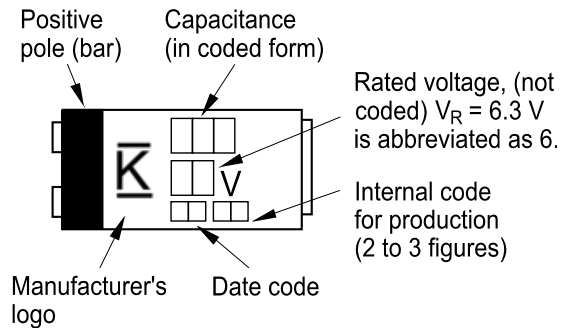 Positive
pole (bar)
Capacitance
(in coded form)
Rated voltage, (not
coded) VR = 6.3 V
is abbreviated as 6.
K
V
Internal code
for production
(2 to 3 figures)
Manufacturer's
logo
Date code